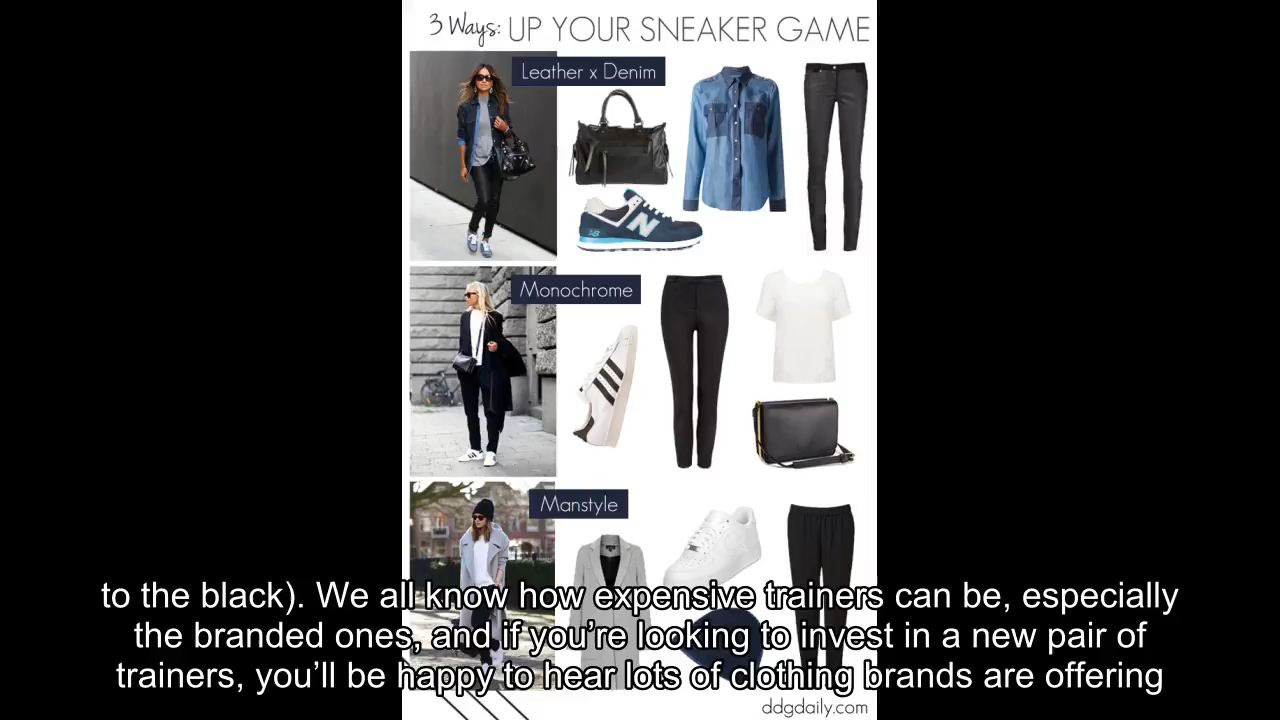 3 Ways: UP YOUR SNEAKER GAME
Leather x Denim
N
NB
Monochrome
Manstyle
to the black). We all know how expensive trainers can be, especially
the branded ones, and if you’re looking to invest in a new pair of
trainers, you’ll be happy to hear lots of clothing brands are offering
ddgdaily.com